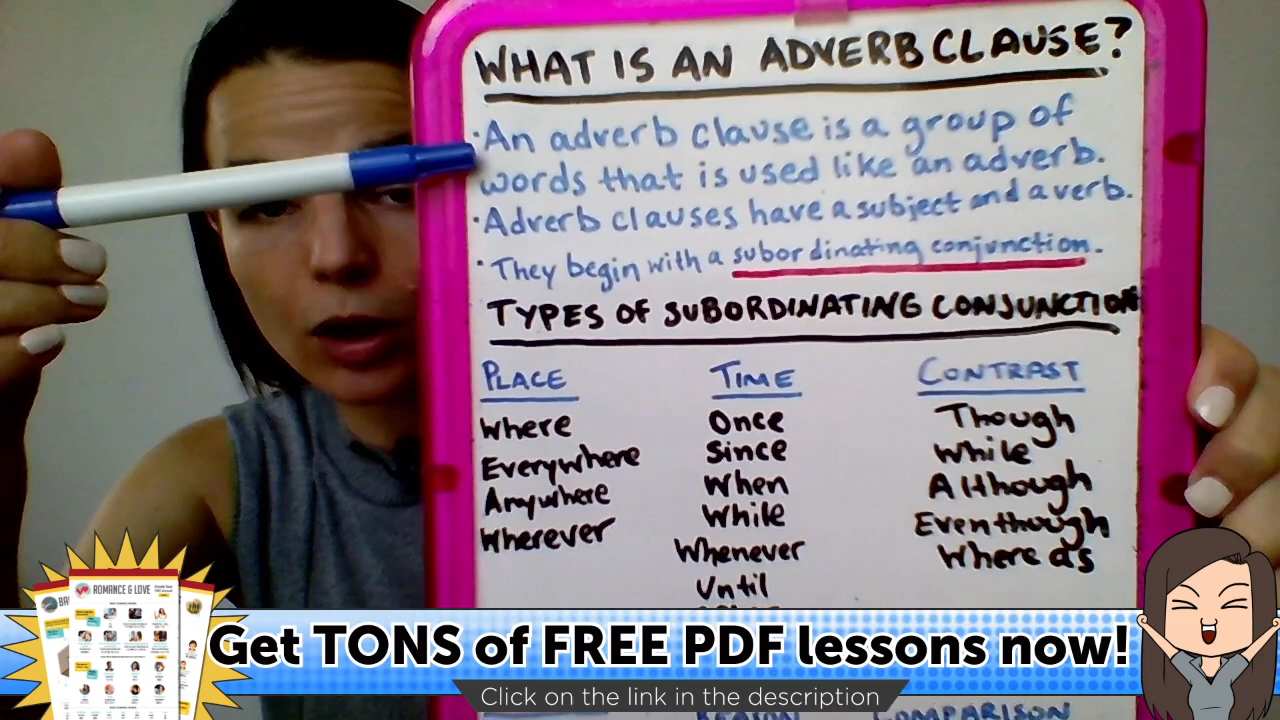 WHAT IS AN ADVERB CLAUSE?
· An adverb clause is a group of
words that is used like an adverb.
· Adverb clauses have a subject and a verb.
· They begin with a subordinating conjunction.
TYPES OF SUBORDINATING CONJUNCTION
PLACE
Where
Everywhere
Anywhere
Wherever
TIME
Once
Since
When
While
Whenever
Until
CONTRAST
Though
While
Although
Even though
Whereas
ROMANCE & LOVE
Get TONS of FREE PDF lessons now!
Click on the link in the description
REASON
COMPARISON